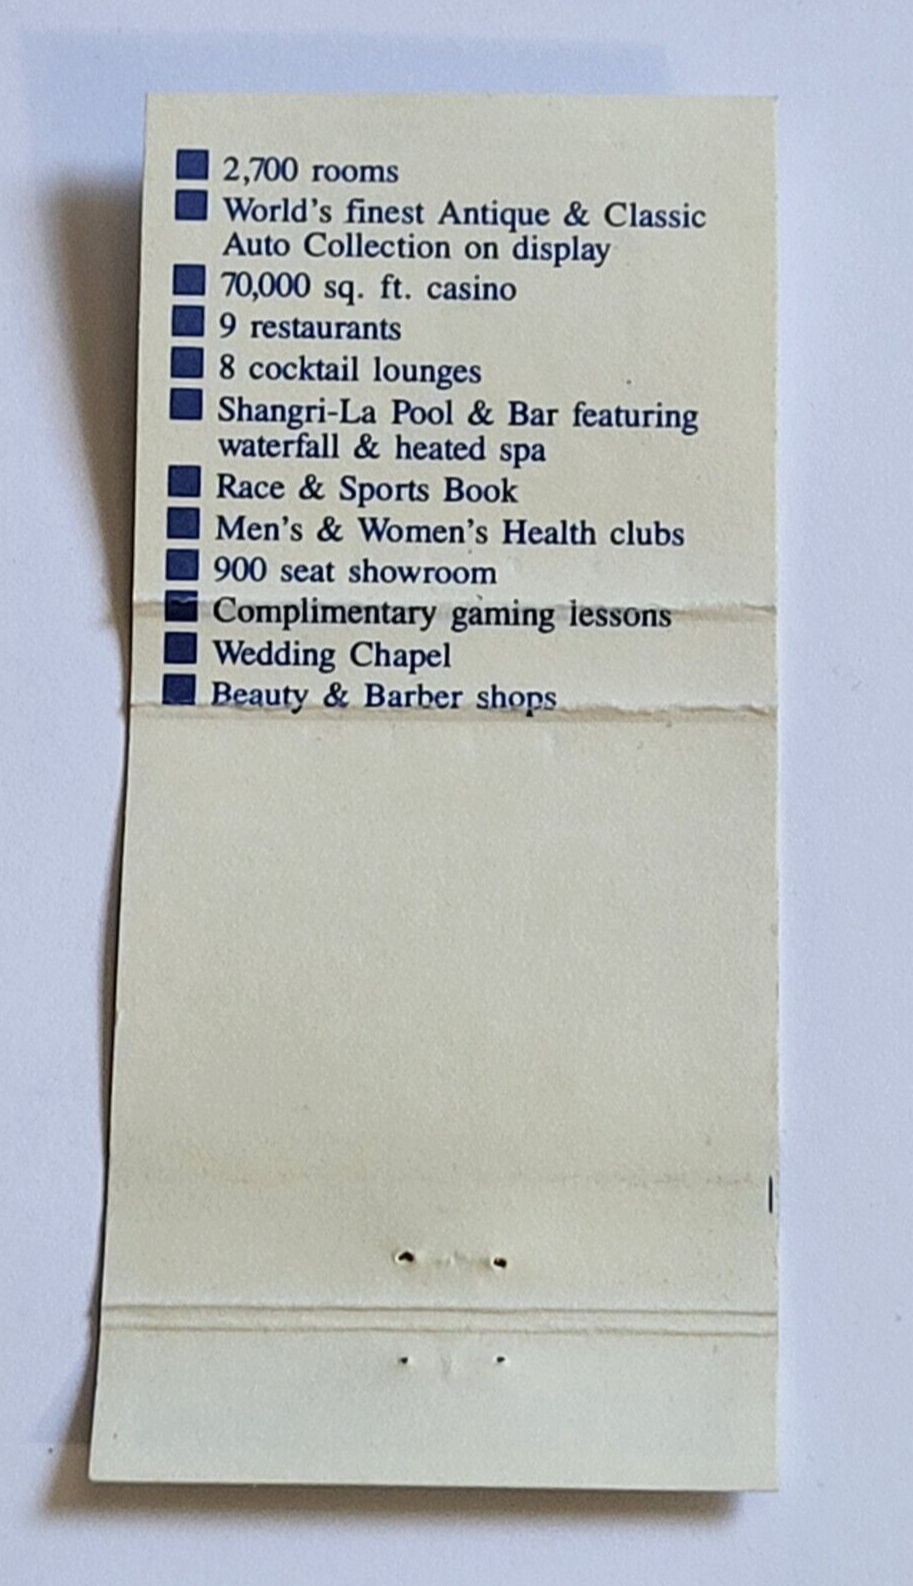 2,700 rooms
World's finest Antique & Classic
Auto Collection on display
70,000 sq. ft. casino
9 restaurants
8 cocktail lounges
Shangri-La Pool & Bar featuring
waterfall & heated spa
Race & Sports Book
Men's & Women's Health clubs
900 seat showroom
Complimentary gaming lessons
Wedding Chapel
Beauty & Barber shops